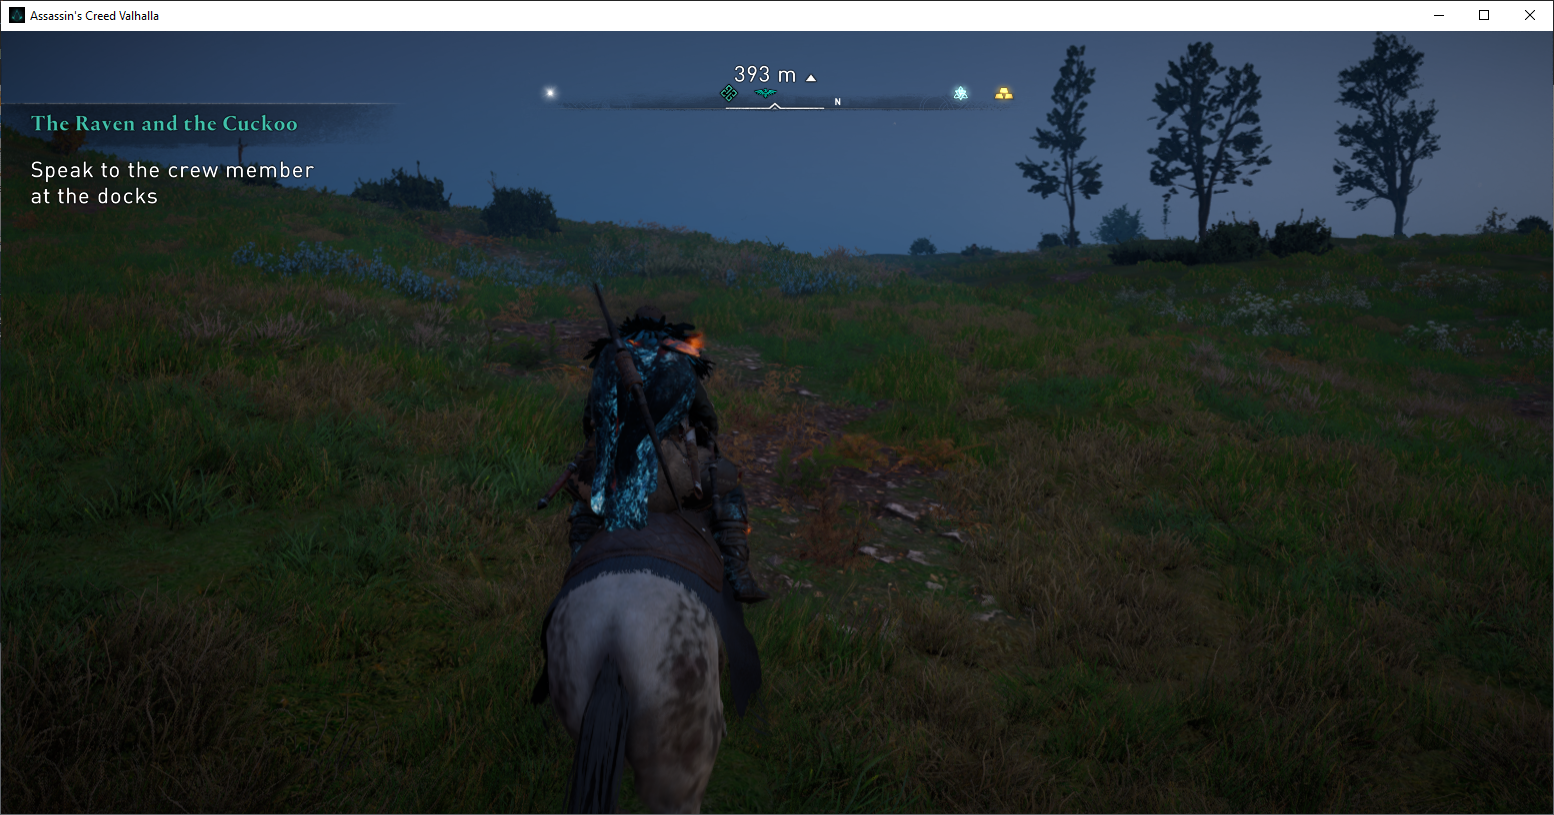 Assassin's Creed Valhalla
393 m
N
The Raven and the Cuckoo
Speak to the crew member
at the docks